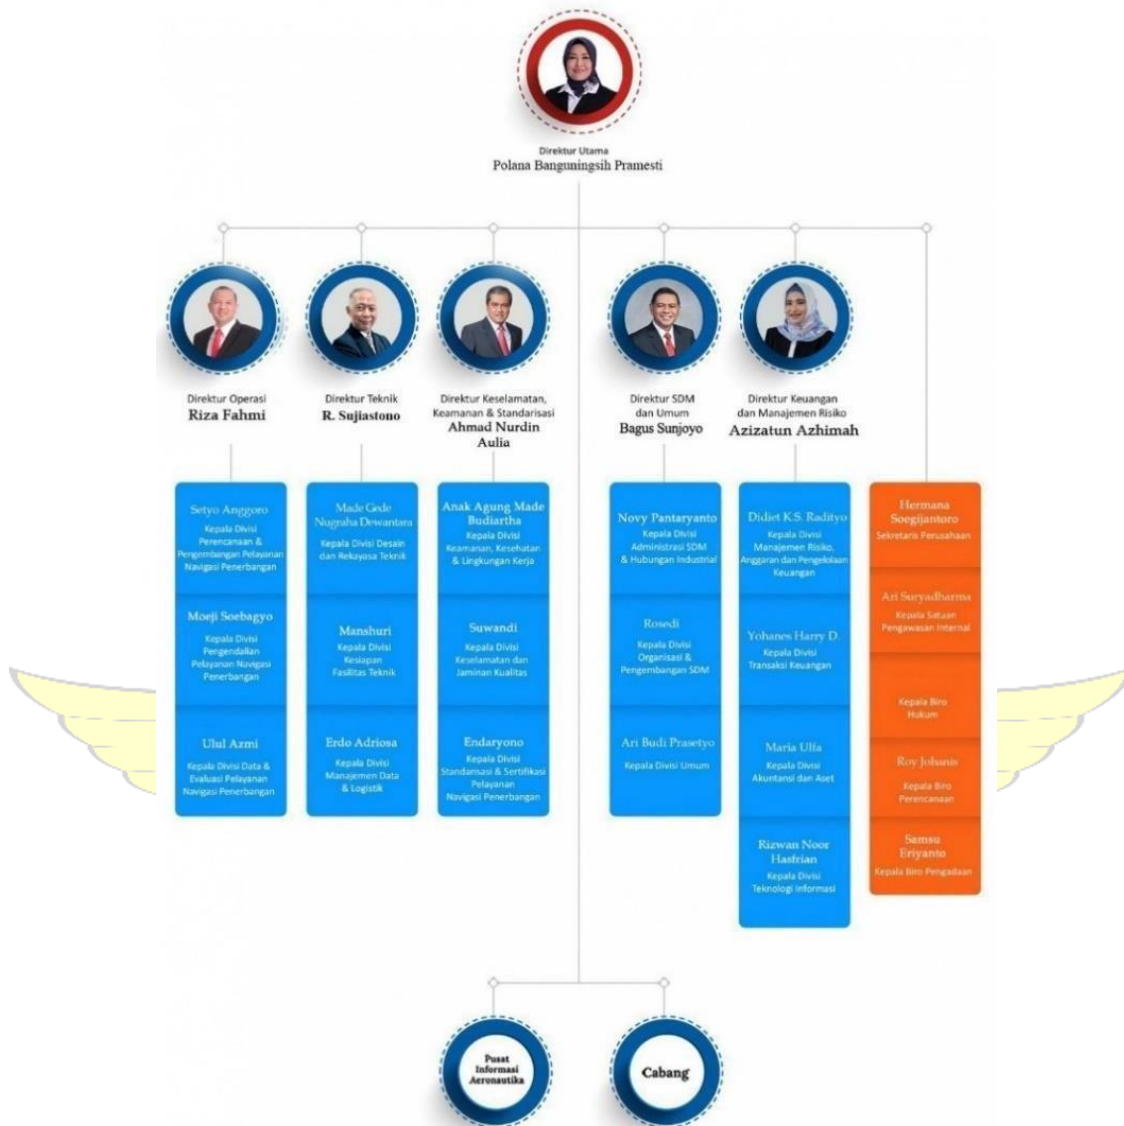 Direktur Utama
Polana Banguningsih Pramesti
Direktur Operasi
Riza Fahmi
Direktur Teknik
R. Sujiastono
Direktur Keselamatan,
Keamanan & Standarisasi
Ahmad Nurdin
Aulia
Direktur SDM
dan Umum
Bagus Sunjoyo
Direktur Keuangan
dan Manajemen Risiko
Azizatun Azhimah
Setyo Anggoro
Kepala Divisi
Perencanaan &
Pengembangan Pelayanan
Navigasi Penerbangan
Moeji Soebagyo
Kepala Divisi
Pengendalian
Pelayanan Navigasi
Penerbangan
Ulul Azmi
Kepala Divisi Data &
Evaluasi Pelayanan
Navigasi Penerbangan
Made Gede
Nugraha Dewantara
Kepala Divisi Desain
dan Rekayasa Teknik
Manshuri
Kepala Divisi
Kesiapan
Fasilitas Teknik
Erdo Adriosa
Kepala Divisi
Manajemen Data
& Logistik
Anak Agung Made
Budiartha
Kepala Divisi
Keamanan, Kesehatan
& Lingkungan Kerja
Suwandi
Kepala Divisi
Keselamatan dan
Jaminan Kualitas
Endaryono
Kepala Divisi
Standarisasi & Sertifikasi
Pelayanan
Navigasi Penerbangan
Novy Pantaryanto
Kepala Divisi
Administrasi SDM
& Hubungan Industrial
Rosedi
Kepala Divisi
Organisasi &
Pengembangan SDM
Ari Budi Prasetyo
Kepala Divisi Umum
Didiet K.S. Radityo
Kepala Divisi
Manajemen Risiko,
Anggaran dan Pengelolaan
Keuangan
Yohanes Harry D.
Kepala Divisi
Transaksi Keuangan
Maria Ulfa
Kepala Divisi
Akuntansi dan Aset
Rizwan Noor
Hasfrian
Kepala Divisi
Teknologi Informasi
Hermana
Soegijantoro
Sekretaris Perusahaan
Ari Suryadharma
Kepala Satuan
Pengawasan Internal
Kepala Biro
Hukum
Roy Johanis
Kepala Biro
Perencanaan
Samsu
Eriyanto
Kepala Biro Pengadaan
Pusat
Informasi
Aeronautika
Cabang